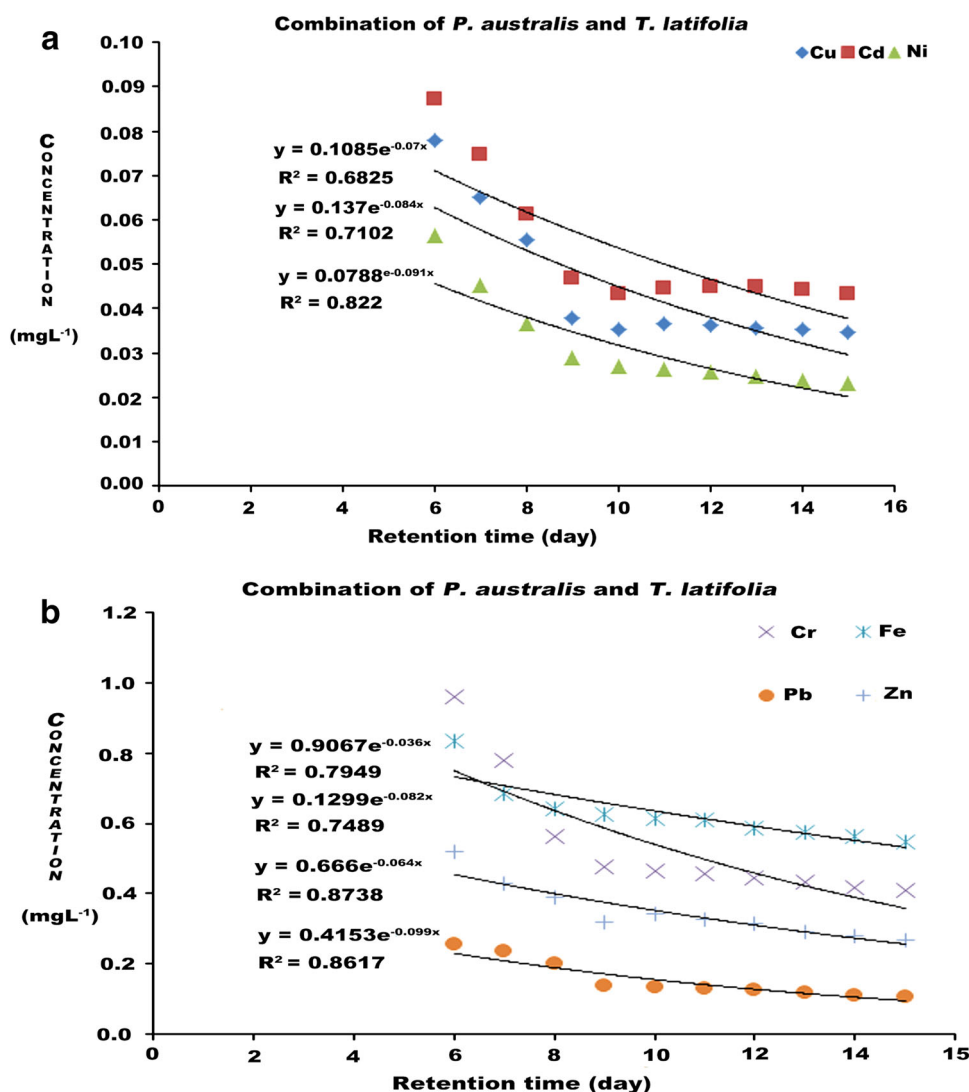 a
Combination of P. australis and T. latifolia
Cu Cd Ni
0.10
0.09
0.08
0.07
0.06
0.05
0.04
0.03
0.02
0.01
0.00
CONCENTRATION
(mgL-1)
y = 0.1085e-0.07x
R2 = 0.6825
y = 0.137e-0.084x
R2 = 0.7102
y = 0.0788e-0.091x
R2 = 0.822
0 2 4 6 8 10 12 14 16
Retention time (day)
b
Combination of P. australis and T. latifolia
Cr Fe
Pb Zn
1.2
1.0
0.8
0.6
0.4
0.2
0.0
CONCENTRATION
(mgL-1)
y = 0.9067e-0.036x
R2 = 0.7949
y = 0.1299e-0.082x
R2 = 0.7489
y = 0.666e-0.064x
R2 = 0.8738
y = 0.4153e-0.099x
R2 = 0.8617
0 2 4 6 8 10 12 14 15
Retention time (day)